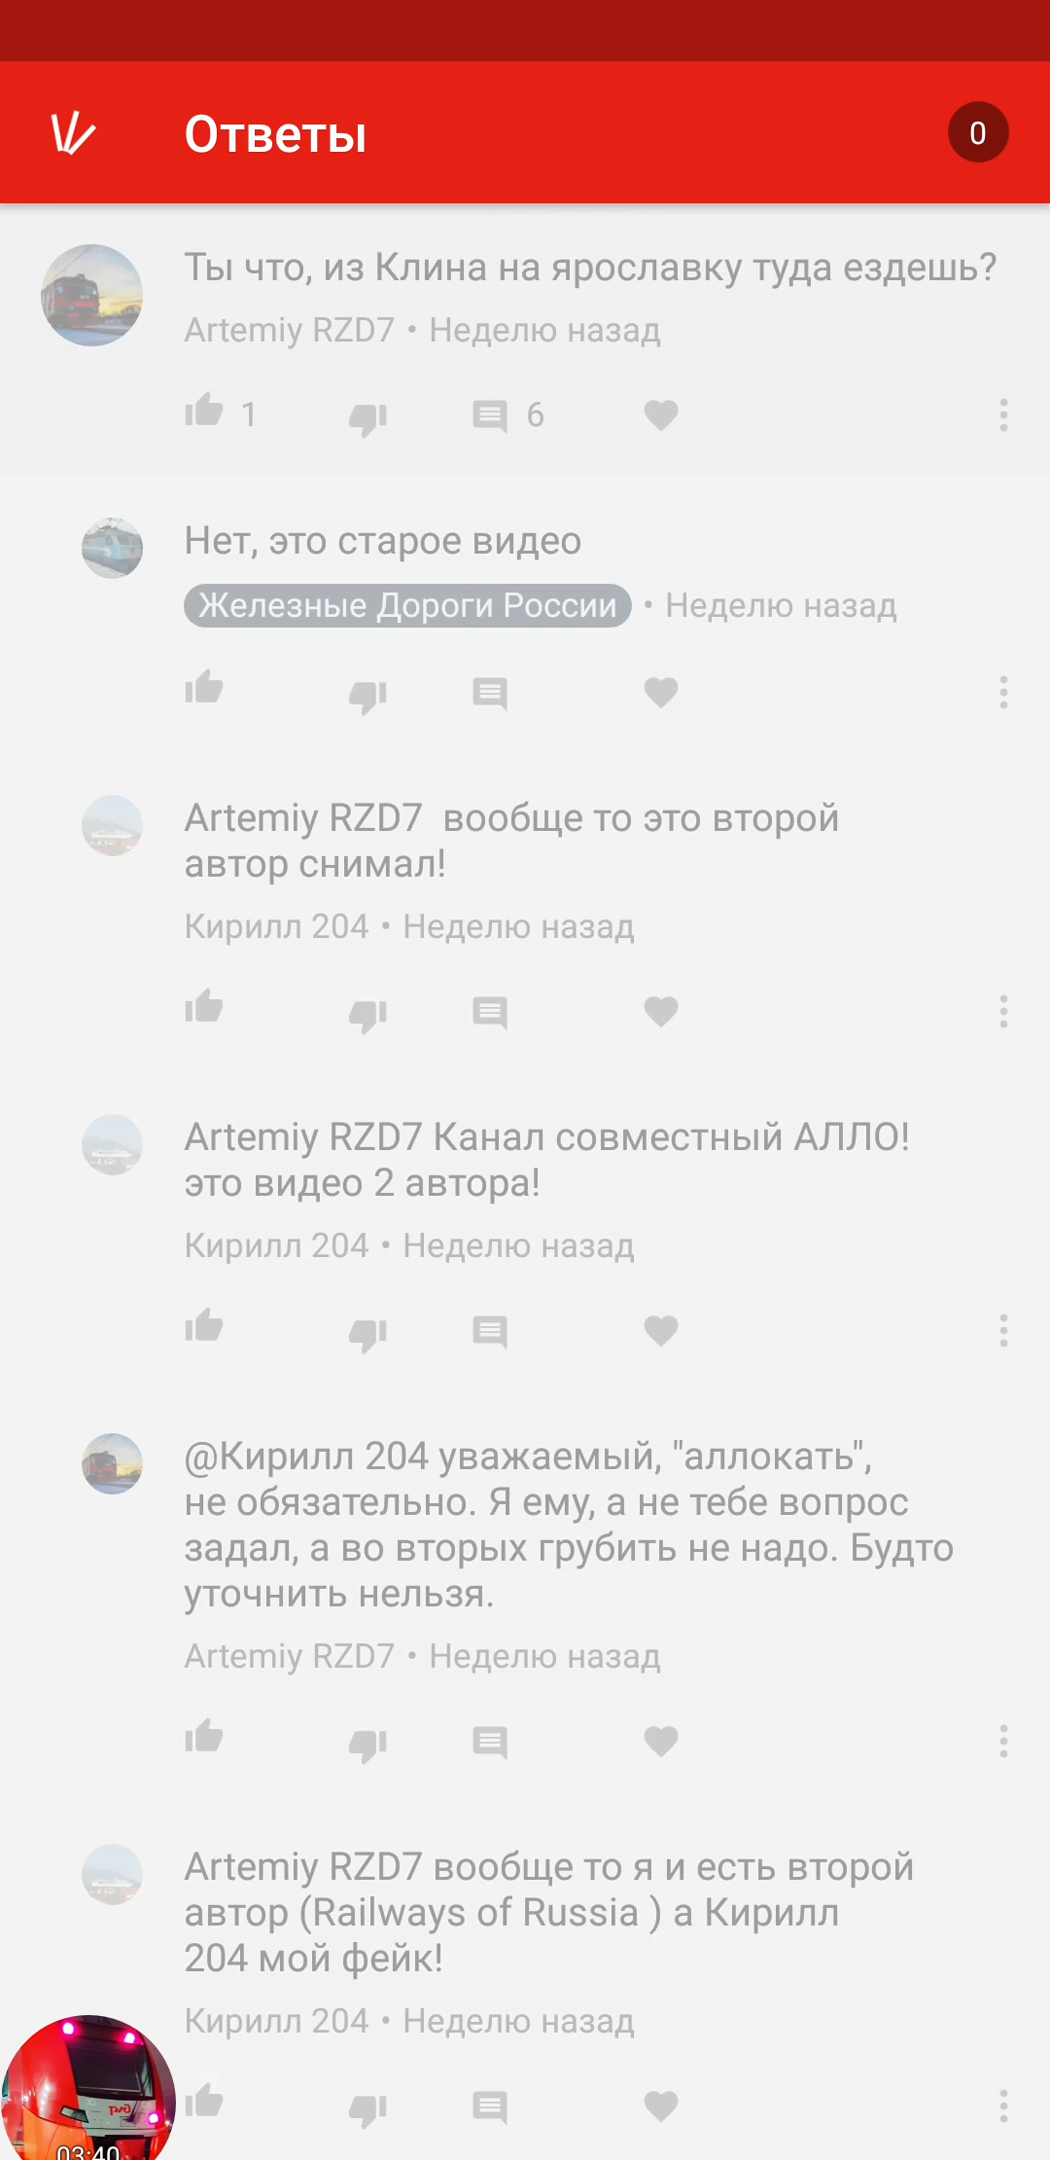 Ответы
0
Ты что, из Клина на ярославку туда ездешь?
Artemiy RZD7 • Неделю назад
1
6
Нет, это старое видео
Железные Дороги России • Неделю назад
Artemiy RZD7 вообще то это второй
автор снимал!
Кирилл 204 • Неделю назад
Artemiy RZD7 Канал совместный АЛЛО!
это видео 2 автора!
Кирилл 204 • Неделю назад
@Кирилл 204 уважаемый, "аллокать",
не обязательно. Я ему, а не тебе вопрос
задал, а во вторых грубить не надо. Будто
уточнить нельзя.
Artemiy RZD7 • Неделю назад
Artemiy RZD7 вообще то я и есть второй
автор (Railways of Russia ) а Кирилл
204 мой фейк!
Кирилл 204 • Неделю назад
03:40